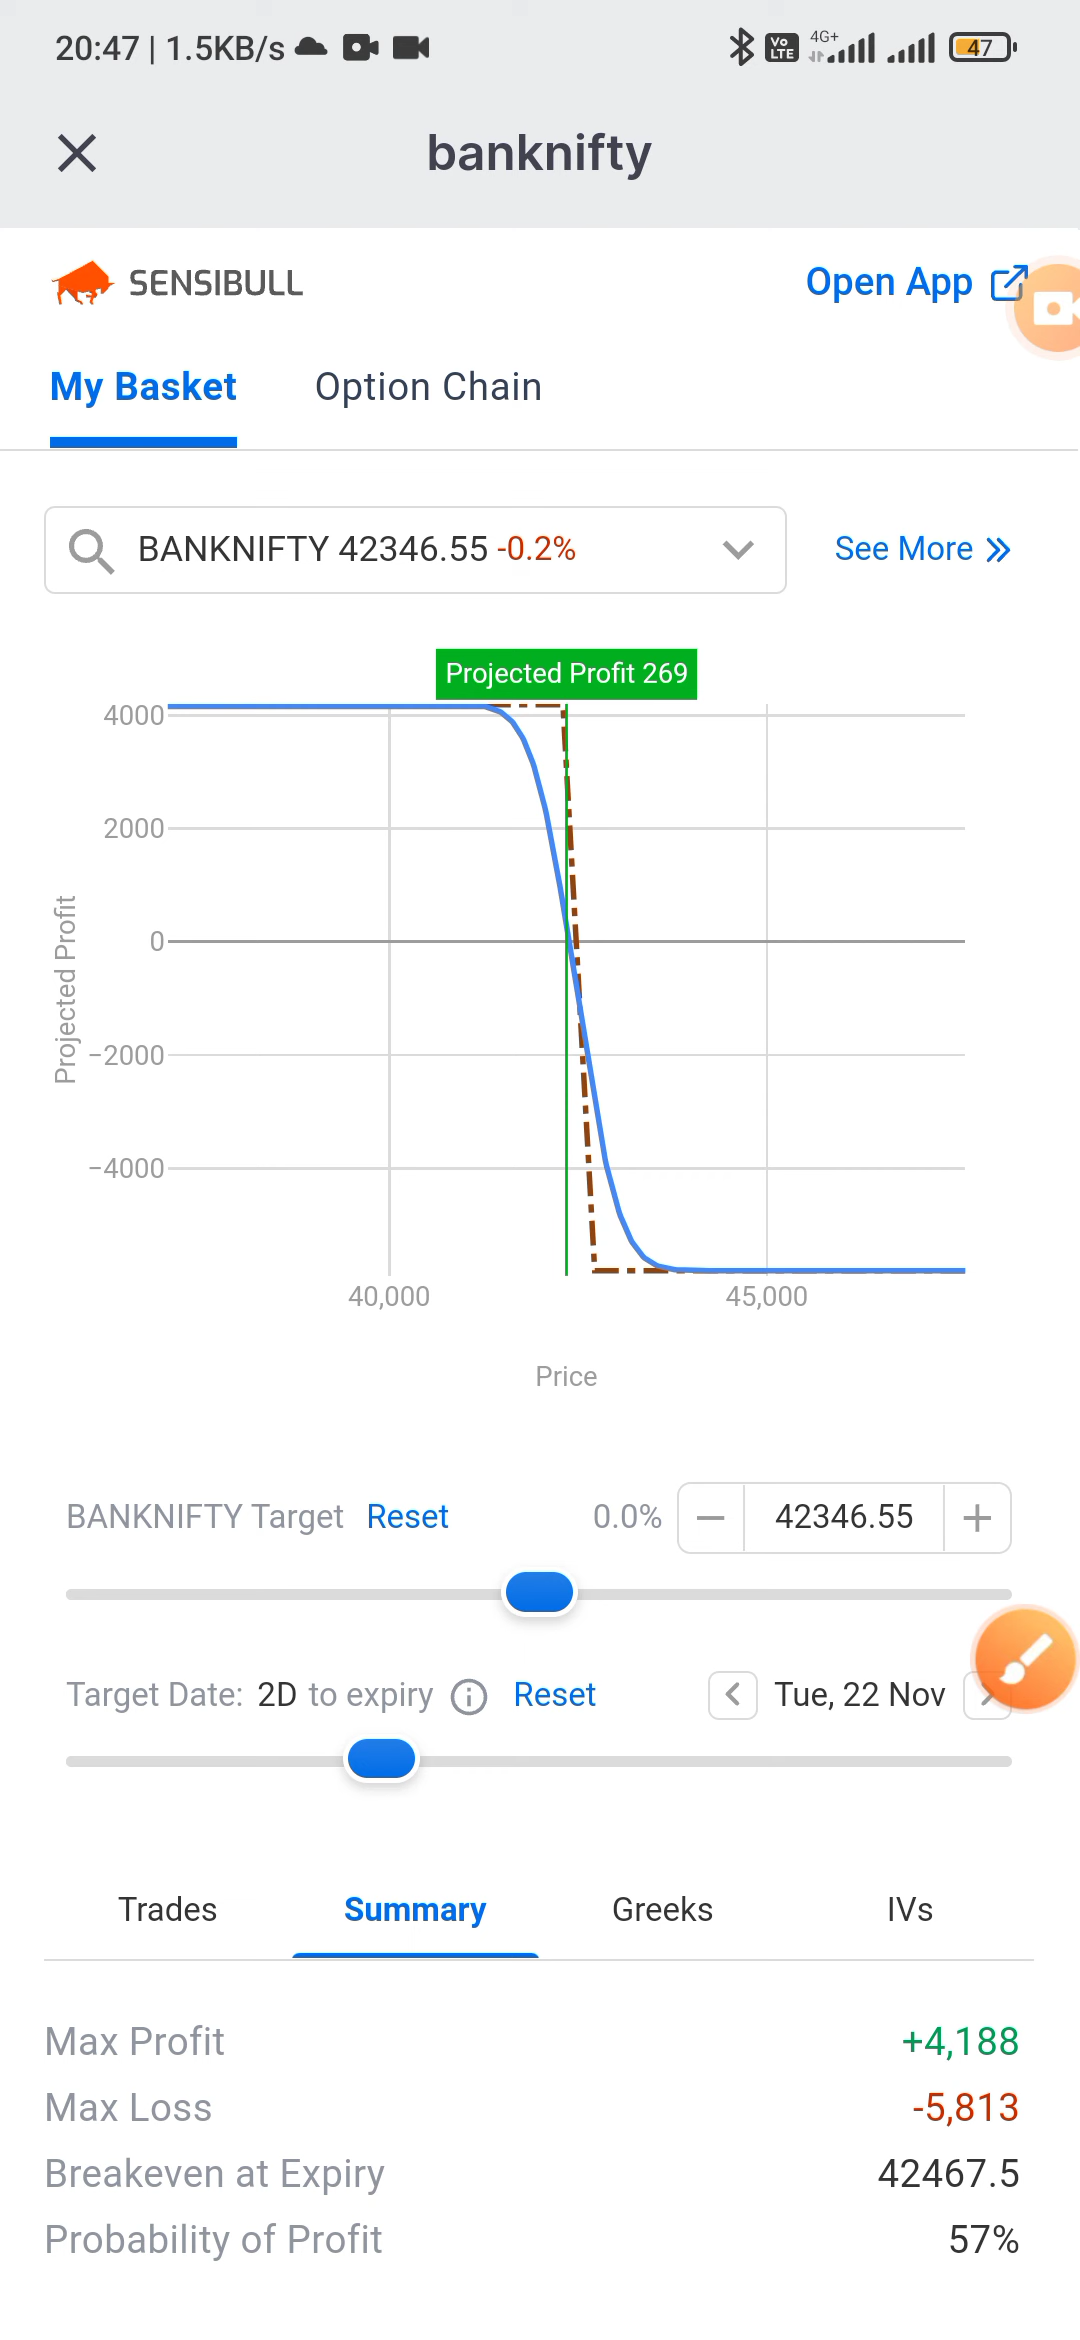 20:47 | 1.5KB/s Vo LTE 4G+ 47
banknifty
SENSIBULL Open App
My Basket Option Chain
BANKNIFTY 42346.55 -0.2% See More
Projected Profit 269
4000
2000
0
−2000
−4000
Projected Profit
40,000 45,000
Price
BANKNIFTY Target Reset 0.0% − 42346.55 +
Target Date: 2D to expiry Reset Tue, 22 Nov
Trades Summary Greeks IVs
Max Profit +4,188
Max Loss -5,813
Breakeven at Expiry 42467.5
Probability of Profit 57%